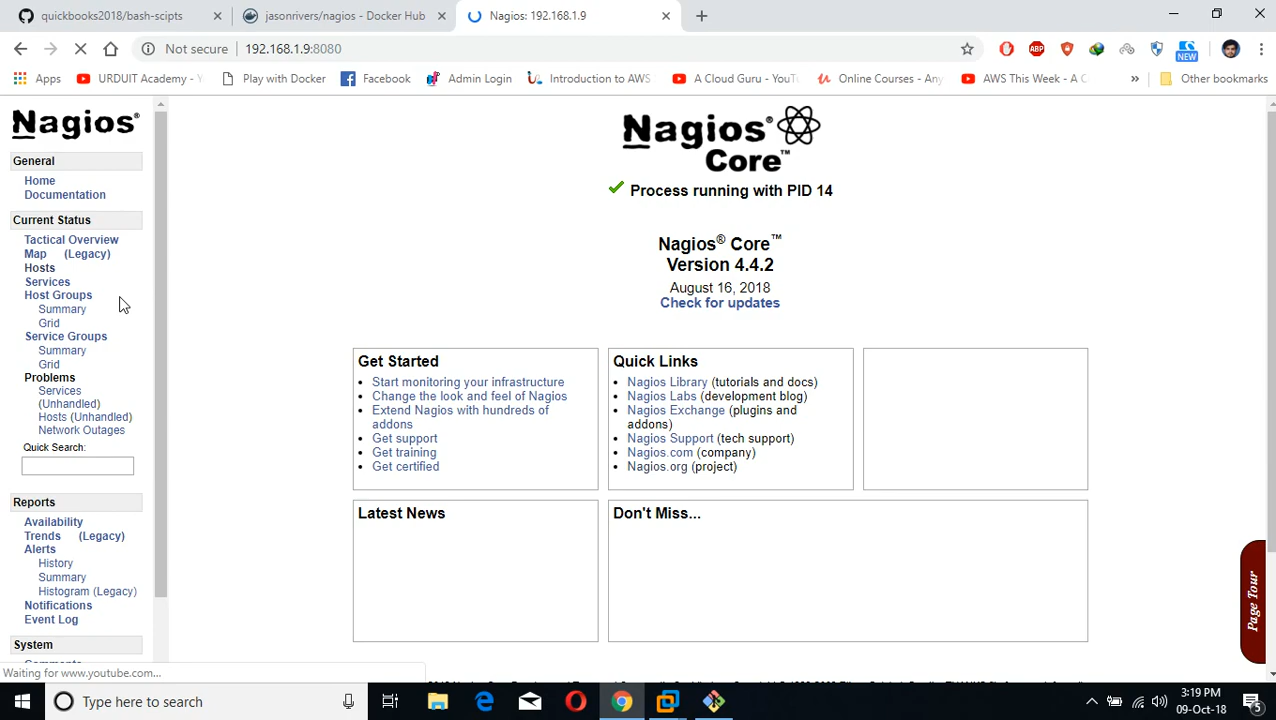 quickbooks2018/bash-scipts
jasonrivers/nagios - Docker Hub
Nagios: 192.168.1.9
Not secure
192.168.1.9:8080
ABP
NEW
Apps
URDUIT Academy - Y
Play with Docker
Facebook
Admin Login
Introduction to AWS
A Cloud Guru - YouT
Online Courses - Any
AWS This Week - A C
»
Other bookmarks
Nagios®
General
Home
Documentation
Current Status
Tactical Overview
Map (Legacy)
Hosts
Services
Host Groups
Summary
Grid
Service Groups
Summary
Grid
Problems
Services
(Unhandled)
Hosts (Unhandled)
Network Outages
Quick Search:
Reports
Availability
Trends (Legacy)
Alerts
History
Summary
Histogram (Legacy)
Notifications
Event Log
System
Nagios®
Core™
Process running with PID 14
Nagios® Core™
Version 4.4.2
August 16, 2018
Check for updates
Get Started
Start monitoring your infrastructure
Change the look and feel of Nagios
Extend Nagios with hundreds of
addons
Get support
Get training
Get certified
Quick Links
Nagios Library (tutorials and docs)
Nagios Labs (development blog)
Nagios Exchange (plugins and
addons)
Nagios Support (tech support)
Nagios.com (company)
Nagios.org (project)
Latest News
Don't Miss...
Page Tour
Waiting for www.youtube.com...
Type here to search
3:19 PM
09-Oct-18
5